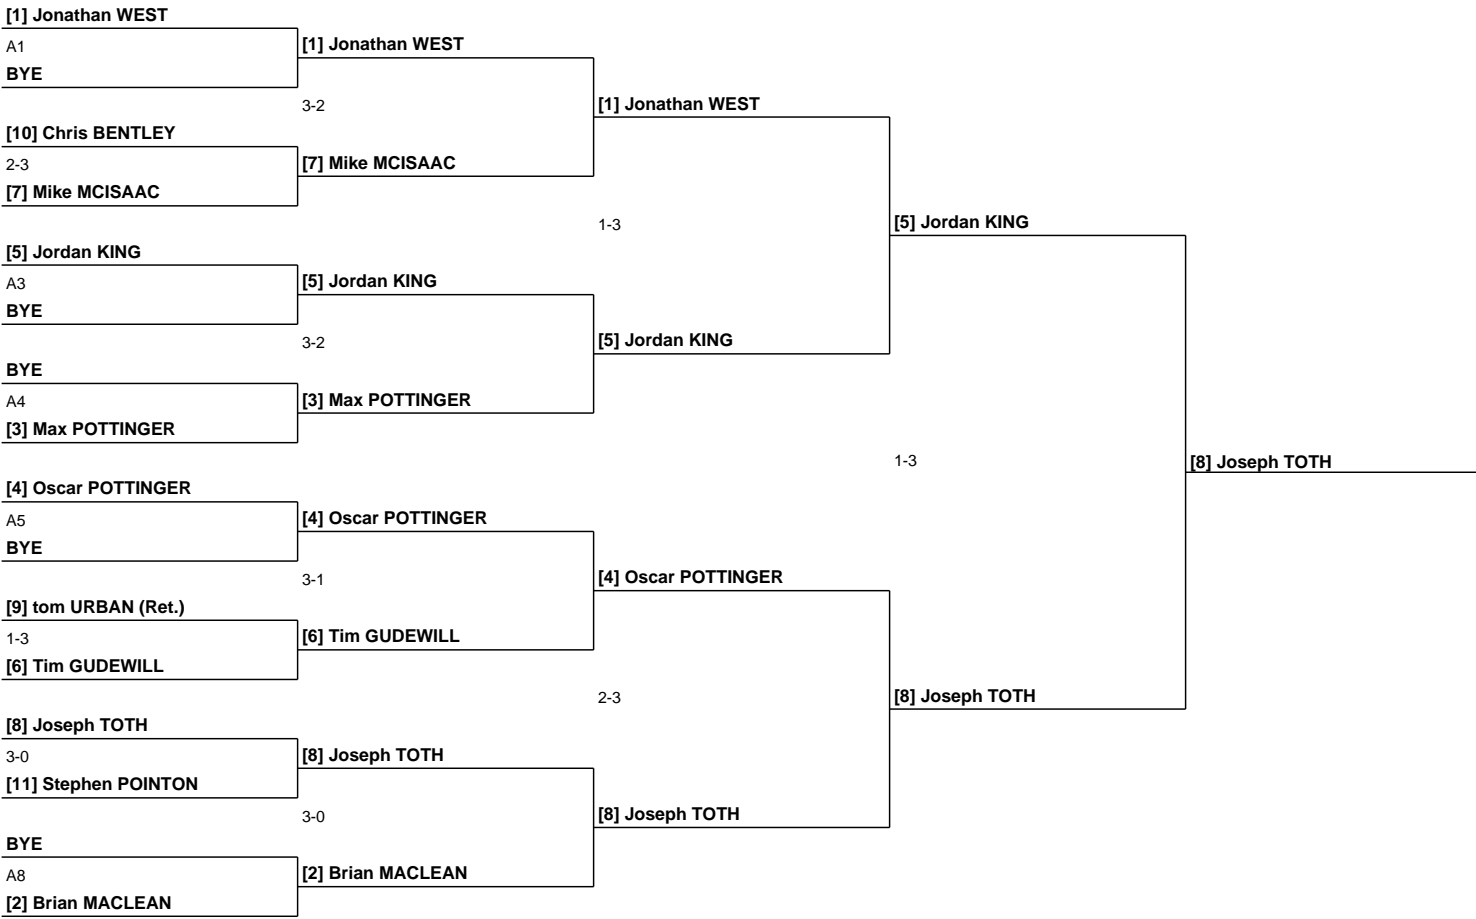 [1] Jonathan WEST
A1
BYE
[10] Chris BENTLEY
2-3
[7] Mike MCISAAC
[5] Jordan KING
A3
BYE
BYE
A4
[3] Max POTTINGER
[4] Oscar POTTINGER
A5
BYE
[9] tom URBAN (Ret.)
1-3
[6] Tim GUDEWILL
[8] Joseph TOTH
3-0
[11] Stephen POINTON
BYE
A8
[2] Brian MACLEAN
[1] Jonathan WEST
3-2
[7] Mike MCISAAC
[5] Jordan KING
3-2
[3] Max POTTINGER
[4] Oscar POTTINGER
3-1
[6] Tim GUDEWILL
[8] Joseph TOTH
3-0
[2] Brian MACLEAN
[1] Jonathan WEST
1-3
[5] Jordan KING
[4] Oscar POTTINGER
2-3
[8] Joseph TOTH
[5] Jordan KING
1-3
[8] Joseph TOTH
[8] Joseph TOTH